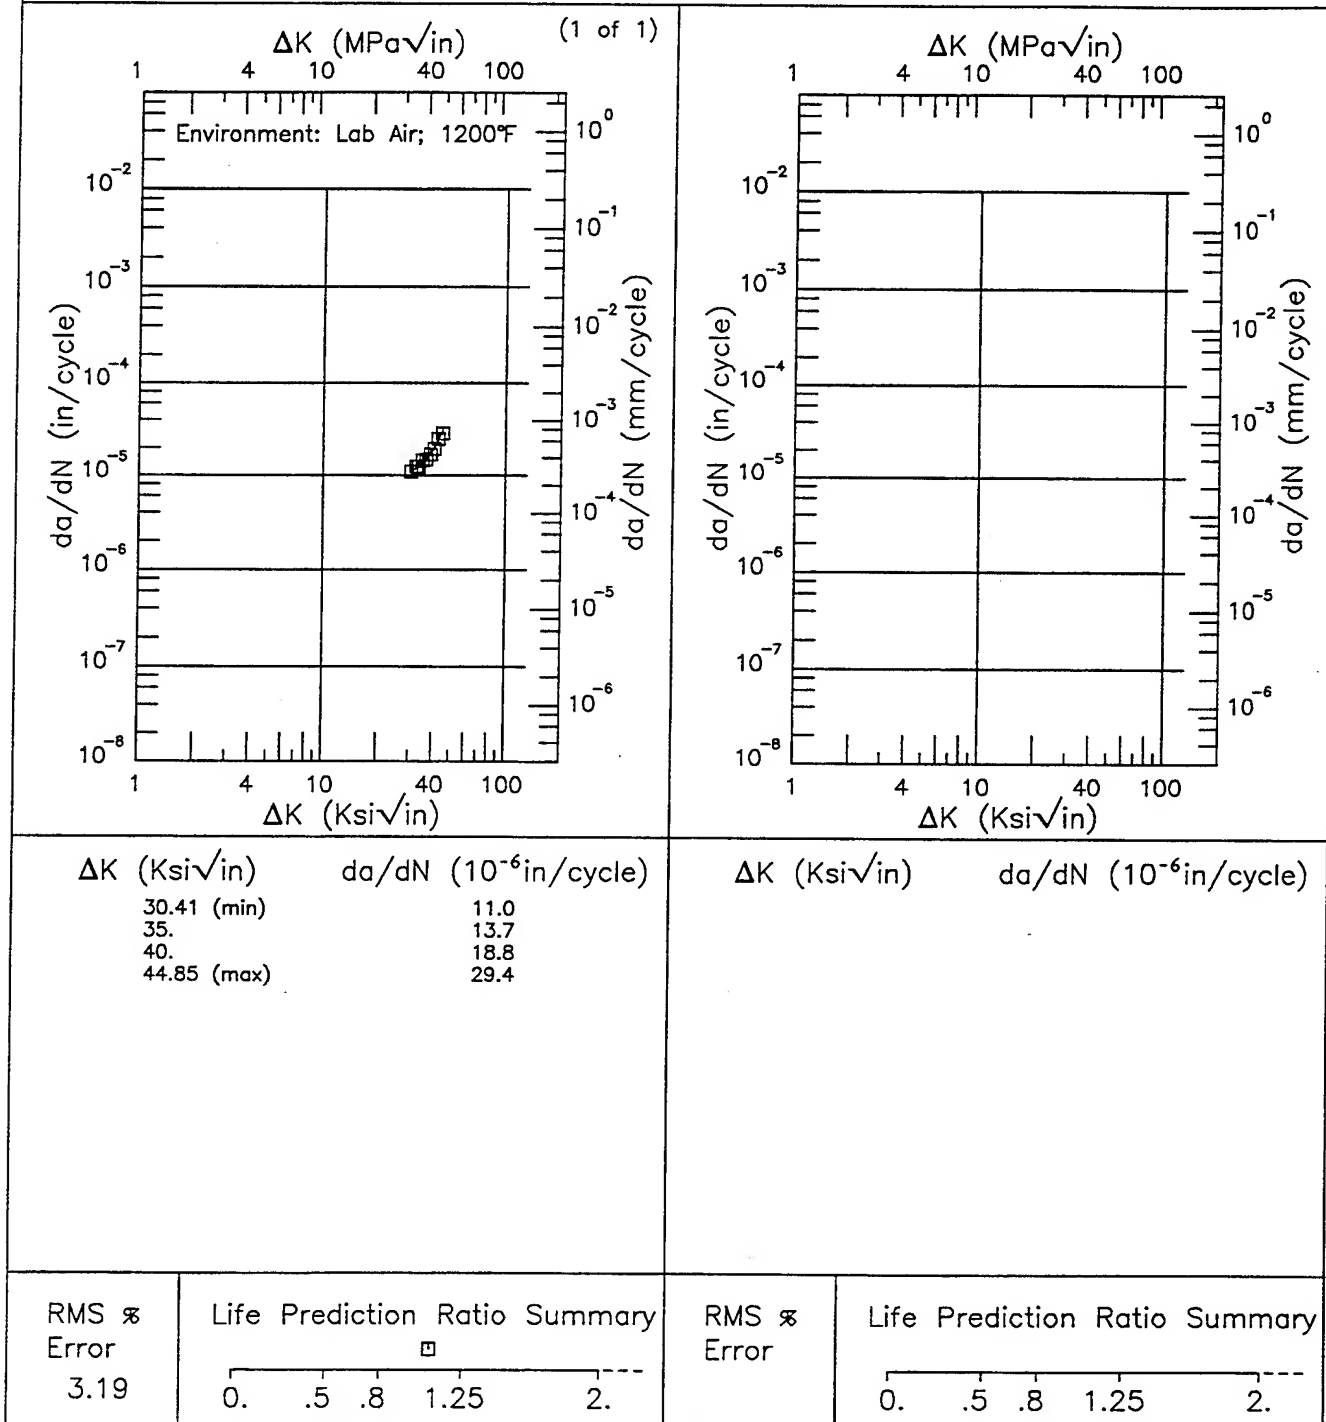 (1 of 1)
ΔK (MPa√in)
1 4 10 40 100
Environment: Lab Air; 1200°F
da/dN (in/cycle)
10⁻²
10⁻³
10⁻⁴
10⁻⁵
10⁻⁶
10⁻⁷
10⁻⁸
10⁰
10⁻¹
10⁻²
10⁻³
10⁻⁴
10⁻⁵
10⁻⁶
da/dN (mm/cycle)
1 4 10 40 100
ΔK (Ksi√in)
ΔK (MPa√in)
1 4 10 40 100
da/dN (in/cycle)
10⁻²
10⁻³
10⁻⁴
10⁻⁵
10⁻⁶
10⁻⁷
10⁻⁸
10⁰
10⁻¹
10⁻²
10⁻³
10⁻⁴
10⁻⁵
10⁻⁶
da/dN (mm/cycle)
1 4 10 40 100
ΔK (Ksi√in)
ΔK (Ksi√in) da/dN (10⁻⁶in/cycle)
30.41 (min) 11.0
35. 13.7
40. 18.8
44.85 (max) 29.4
ΔK (Ksi√in) da/dN (10⁻⁶in/cycle)
RMS %
Error
3.19
Life Prediction Ratio Summary
0. .5 .8 1.25 2.
RMS %
Error
Life Prediction Ratio Summary
0. .5 .8 1.25 2.